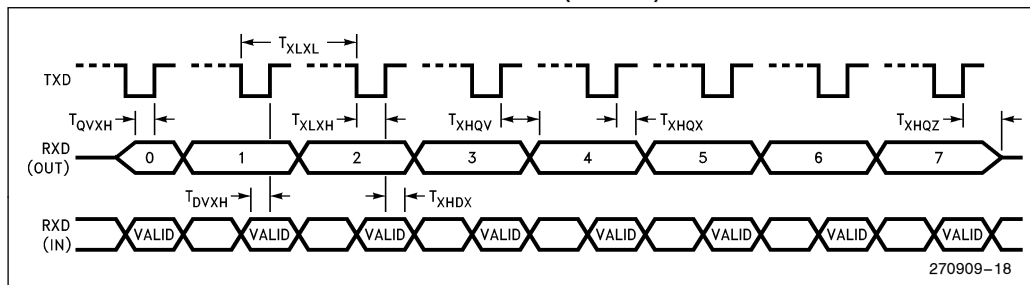 T_XLXL
TXD
T_QVXH T_XLXH T_XHQV T_XHQX T_XHQZ
RXD (OUT) 0 1 2 3 4 5 6 7
T_DVXH T_XHDX
RXD (IN) VALID VALID VALID VALID VALID VALID VALID VALID
270909–18